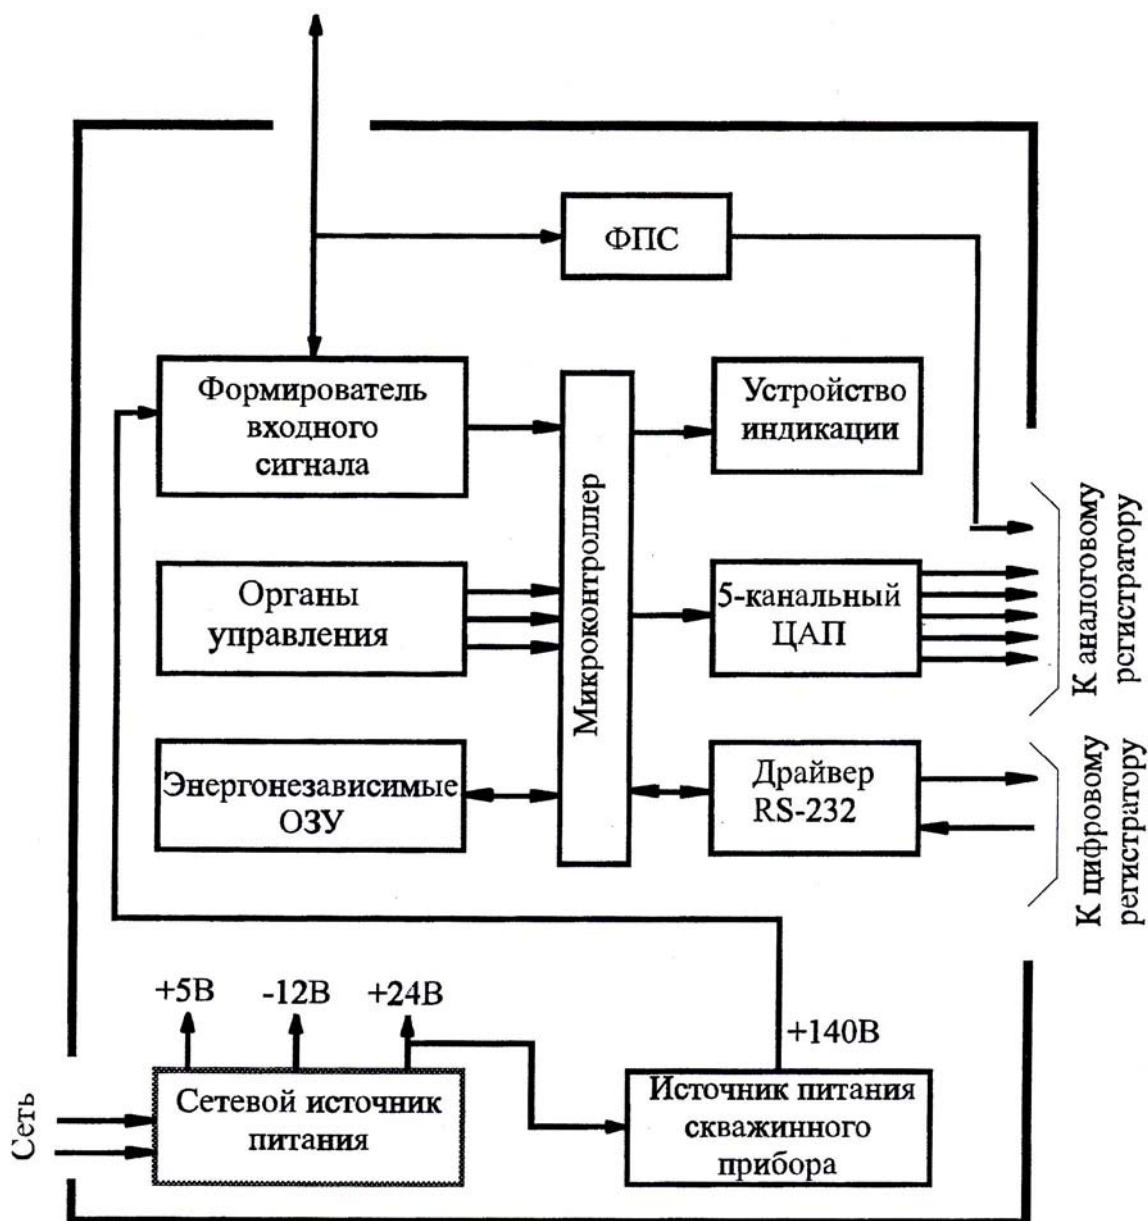 ФПС
Формирователь
входного
сигнала
Устройство
индикации
Микроконтроллер
Органы
управления
5-канальный
ЦАП
К аналоговому
регистратору
Энергонезависимые
ОЗУ
Драйвер
RS-232
К цифровому
регистратору
+5В
-12В
+24В
+140В
Сеть
Сетевой источник
питания
Источник питания
скважинного
прибора